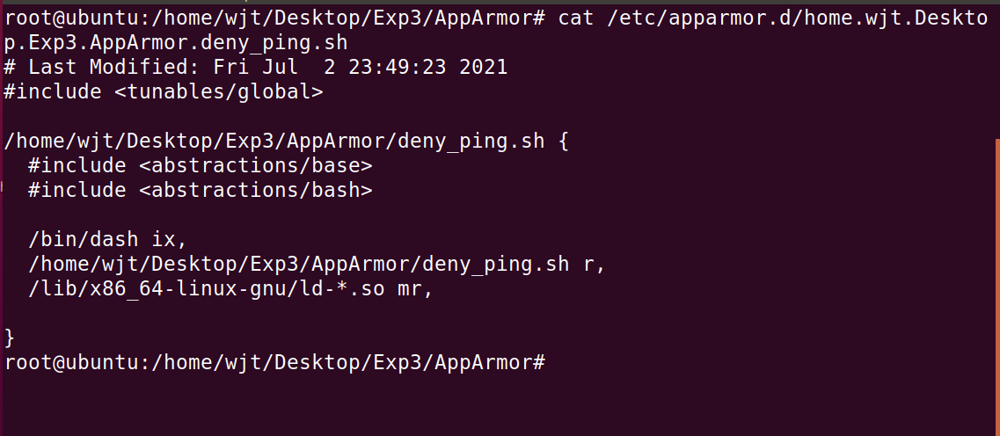 root@ubuntu:/home/wjt/Desktop/Exp3/AppArmor# cat /etc/apparmor.d/home.wjt.Deskto
p.Exp3.AppArmor.deny_ping.sh
# Last Modified: Fri Jul  2 23:49:23 2021
#include <tunables/global>

/home/wjt/Desktop/Exp3/AppArmor/deny_ping.sh {
  #include <abstractions/base>
  #include <abstractions/bash>

  /bin/dash ix,
  /home/wjt/Desktop/Exp3/AppArmor/deny_ping.sh r,
  /lib/x86_64-linux-gnu/ld-*.so mr,

}
root@ubuntu:/home/wjt/Desktop/Exp3/AppArmor#